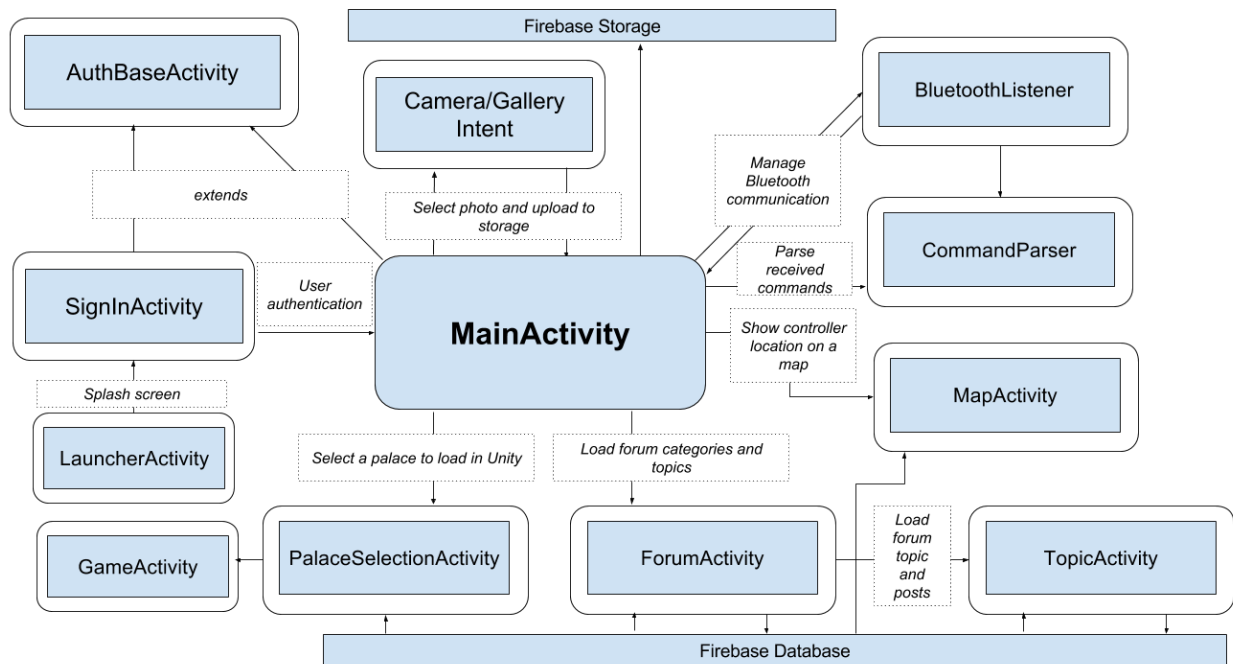 Firebase Storage
AuthBaseActivity
Camera/Gallery
Intent
BluetoothListener
Manage
Bluetooth
communication
extends
Select photo and upload to
storage
CommandParser
Parse
received
commands
SignInActivity
User
authentication
MainActivity
Show controller
location on a
map
MapActivity
Splash screen
LauncherActivity
Select a palace to load in Unity
Load forum categories and
topics
GameActivity
PalaceSelectionActivity
ForumActivity
Load
forum
topic
and
posts
TopicActivity
Firebase Database